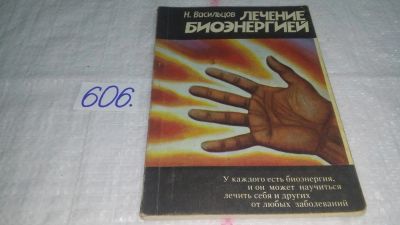 Н. Васильцов
ЛЕЧЕНИЕ
БИОЭНЕРГИЕЙ
606.
У каждого есть биоэнергия,
и он может научиться
лечить себя и других
от любых заболеваний